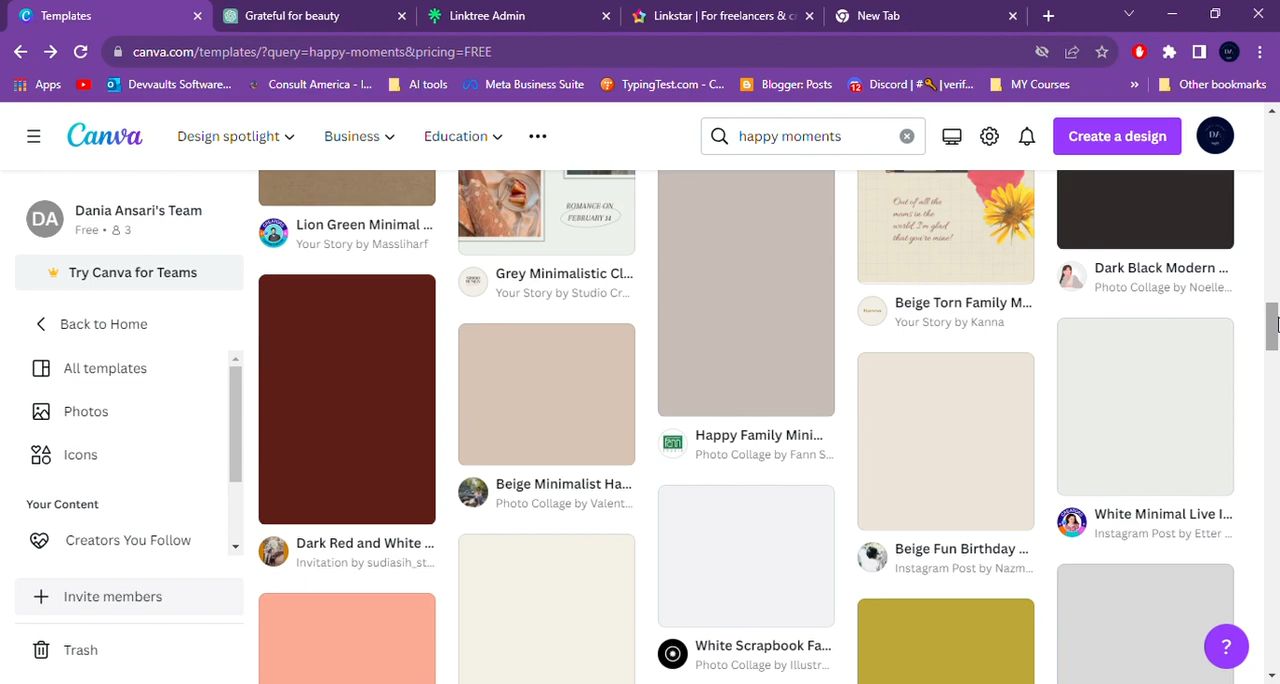 Templates
Grateful for beauty
Linktree Admin
Linkstar | For freelancers & c
New Tab
canva.com/templates/?query=happy-moments&pricing=FREE
Apps
Devvaults Software...
Consult America - I...
AI tools
Meta Business Suite
TypingTest.com - C...
Blogger: Posts
12
Discord | #🔑|verif...
MY Courses
»
Other bookmarks
Canva
Design spotlight
Business
Education
•••
happy moments
Create a design
DA
DA
Dania Ansari's Team
Free • 3
Try Canva for Teams
Back to Home
All templates
Photos
Icons
Your Content
Creators You Follow
Invite members
Trash
Lion Green Minimal ...
Your Story by Massliharf
Dark Red and White ...
Invitation by sudiasih_st...
ROMANCE ON
FEBRUARY 14
Grey Minimalistic Cl...
Your Story by Studio Cr...
Beige Minimalist Ha...
Photo Collage by Valent...
Happy Family Mini...
Photo Collage by Fann S...
White Scrapbook Fa...
Photo Collage by Illustr...
Out of all the
moms in the
world, I'm glad
that you're mine!
Beige Torn Family M...
Your Story by Kanna
Beige Fun Birthday ...
Instagram Post by Nazm...
Dark Black Modern ...
Photo Collage by Noelle...
White Minimal Live I...
Instagram Post by Etter ...
?